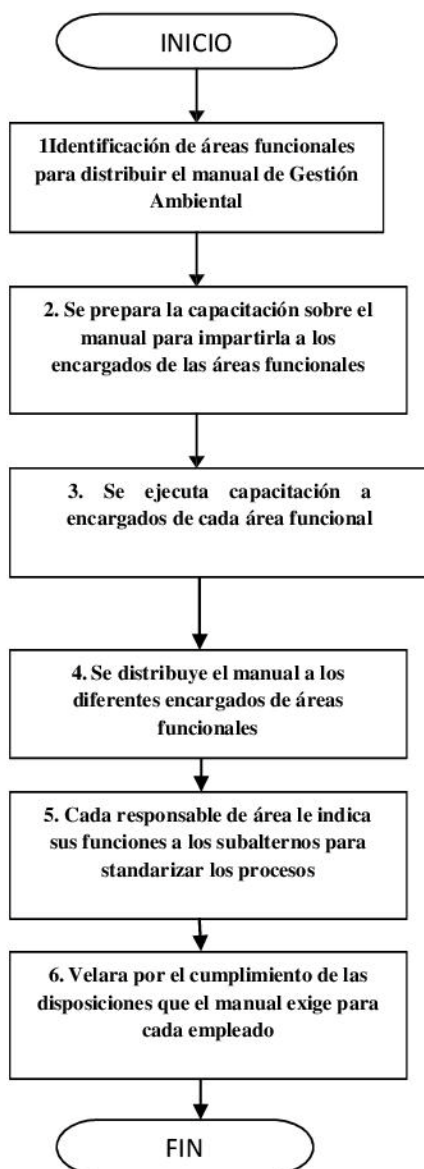 INICIO
1Identificación de áreas funcionales
para distribuir el manual de Gestión
Ambiental
2. Se prepara la capacitación sobre el
manual para impartirla a los
encargados de las áreas funcionales
3. Se ejecuta capacitación a
encargados de cada área funcional
4. Se distribuye el manual a los
diferentes encargados de áreas
funcionales
5. Cada responsable de área le indica
sus funciones a los subalternos para
standarizar los procesos
6. Velara por el cumplimiento de las
disposiciones que el manual exige para
cada empleado
FIN